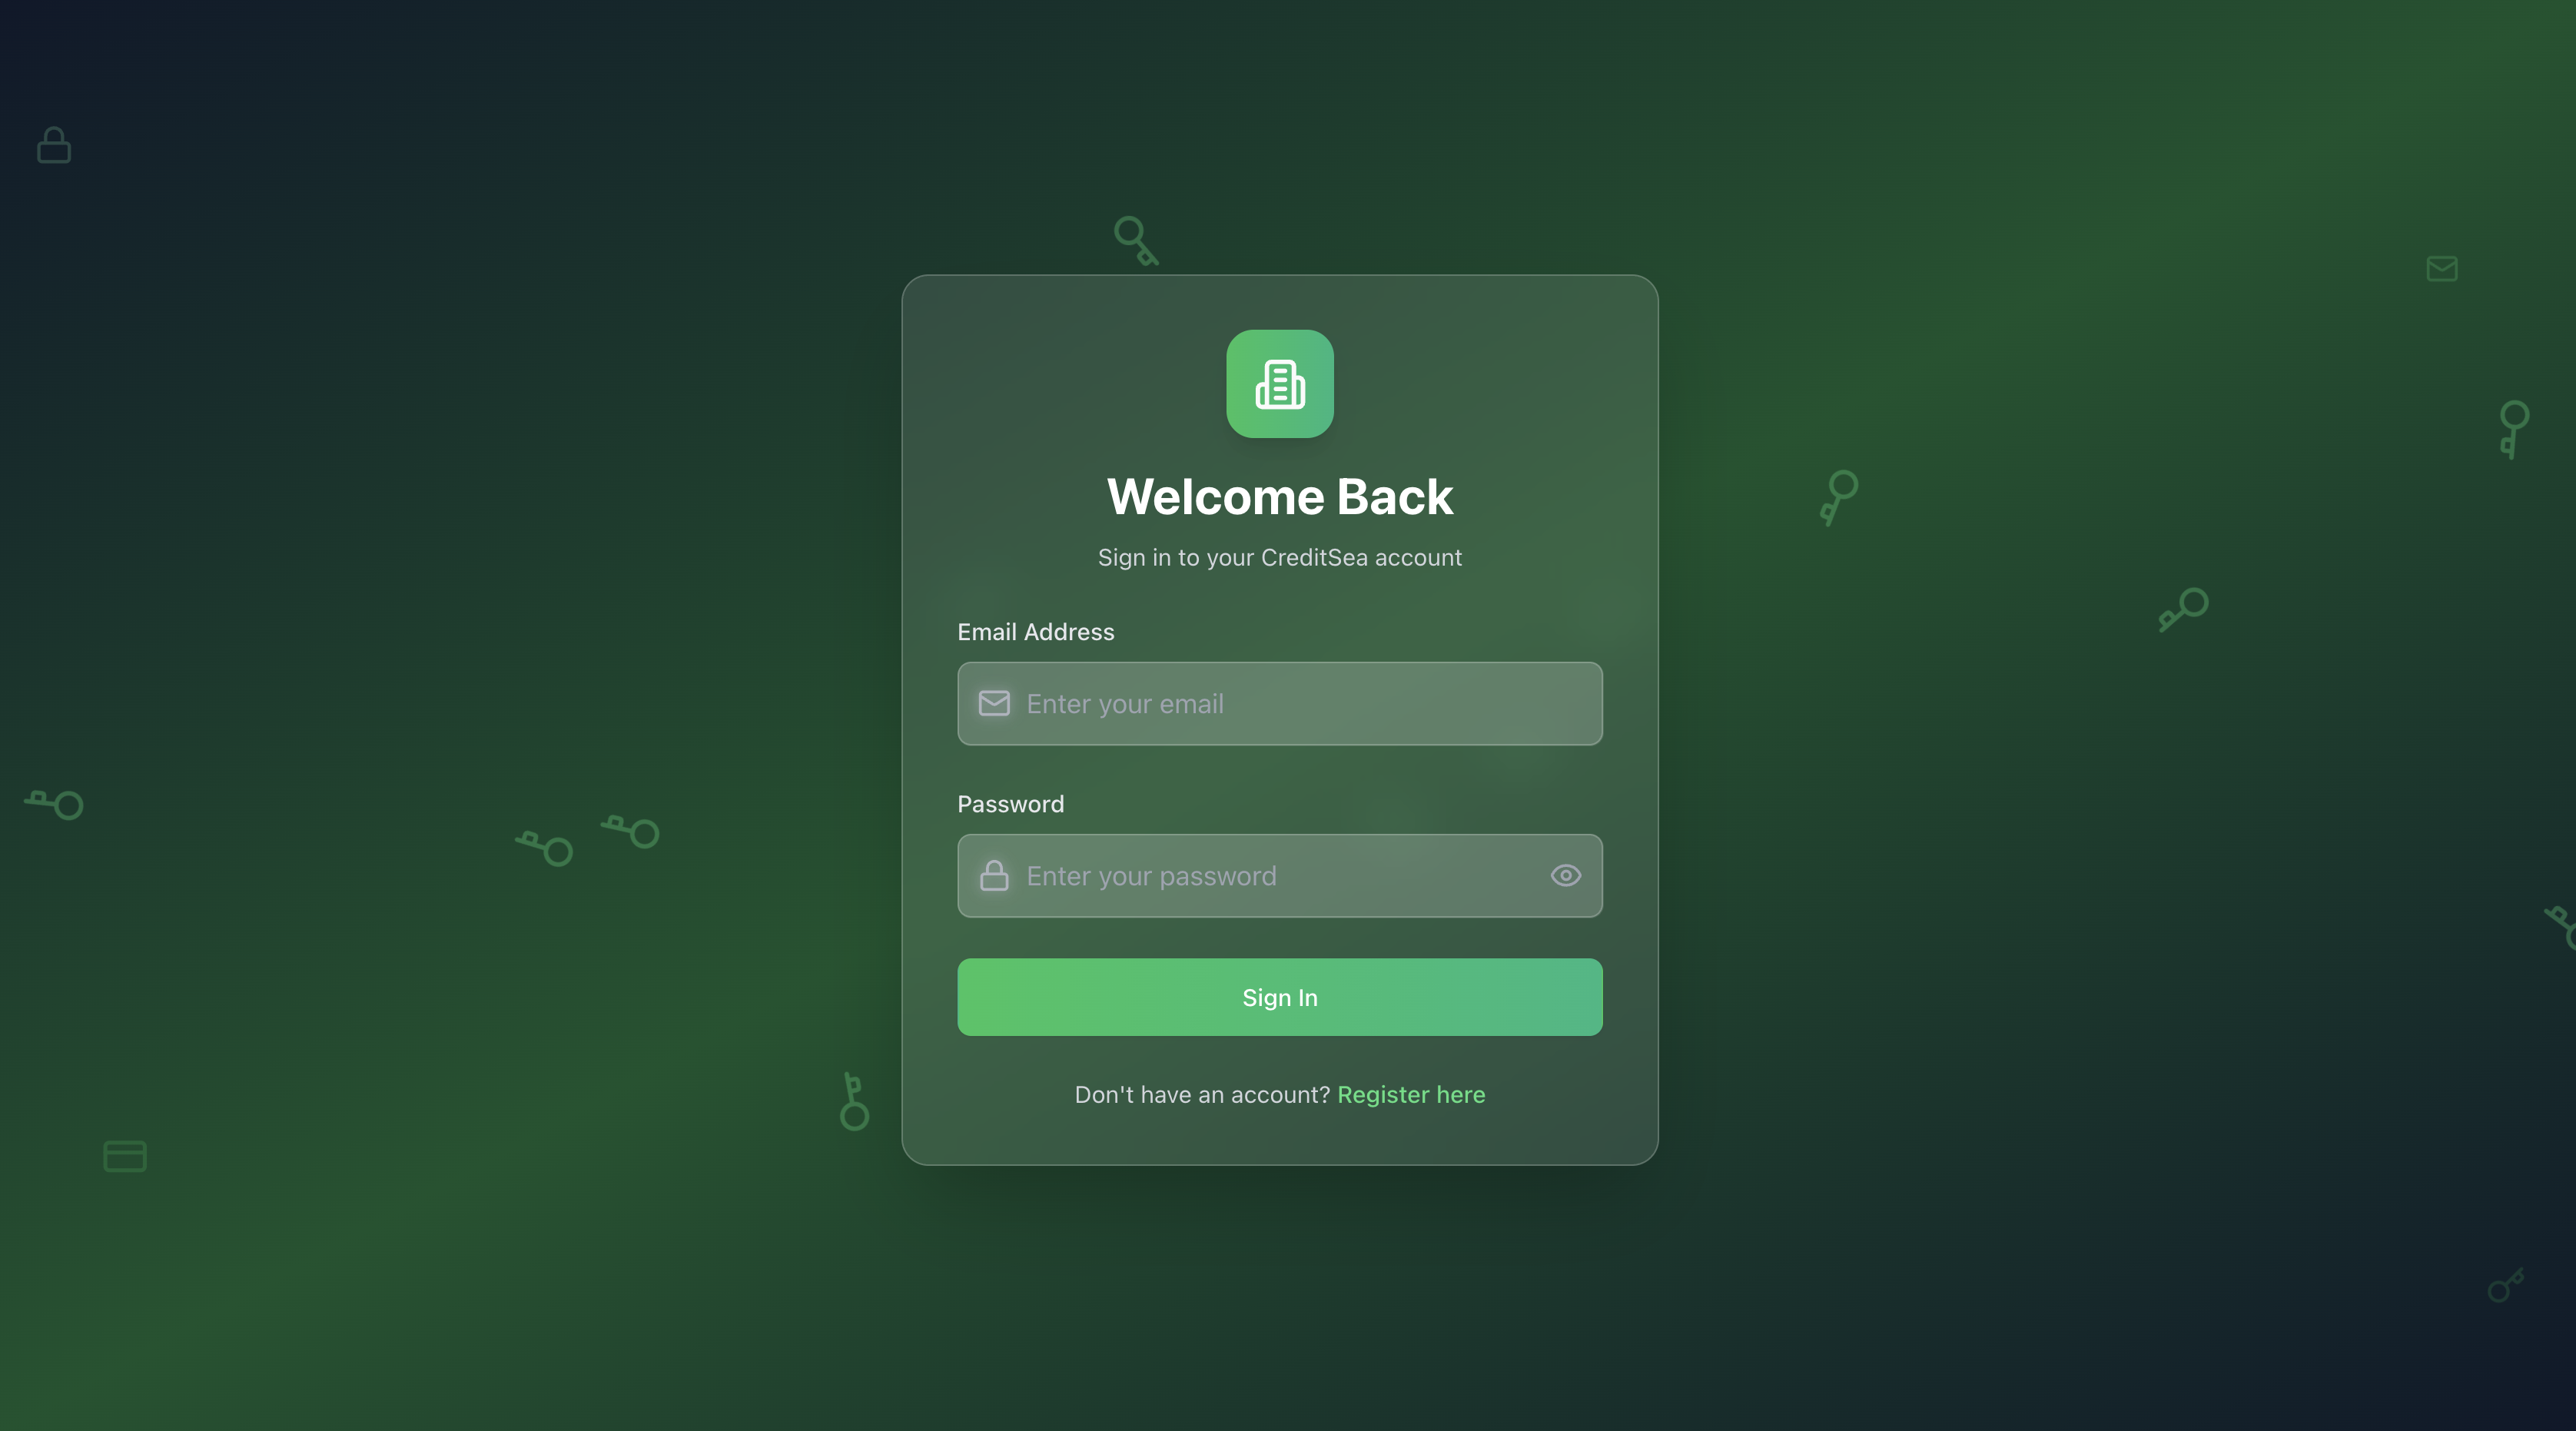 Welcome Back
Sign in to your CreditSea account
Email Address
Enter your email
Password
Enter your password
Sign In
Don't have an account? Register here